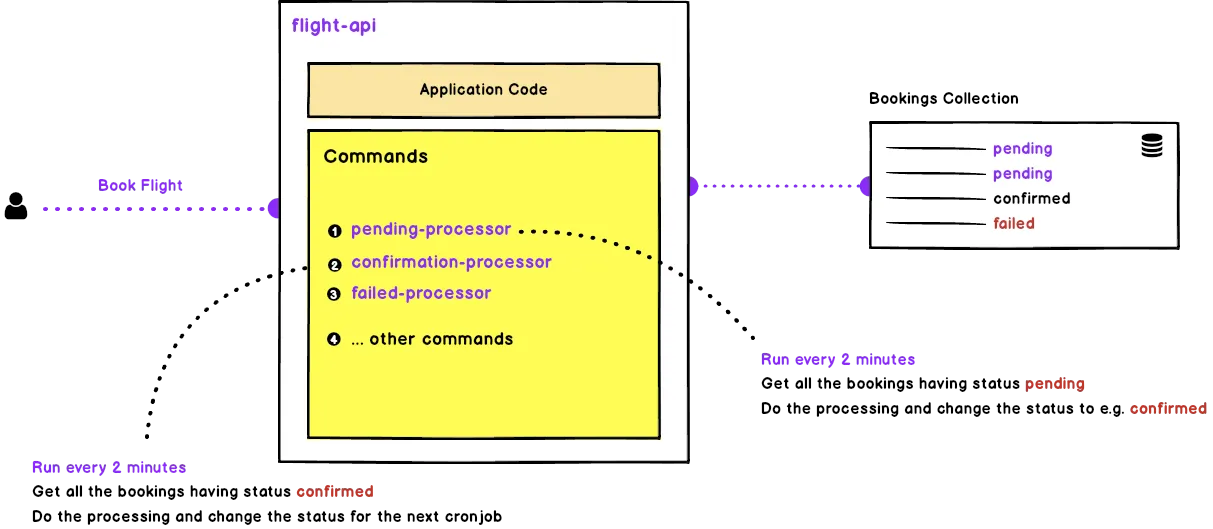 flight-api
Application Code
Commands
1 pending-processor
2 confirmation-processor
3 failed-processor
4 ... other commands
Book Flight
Bookings Collection
pending
pending
confirmed
failed
Run every 2 minutes
Get all the bookings having status pending
Do the processing and change the status to e.g. confirmed
Run every 2 minutes
Get all the bookings having status confirmed
Do the processing and change the status for the next cronjob